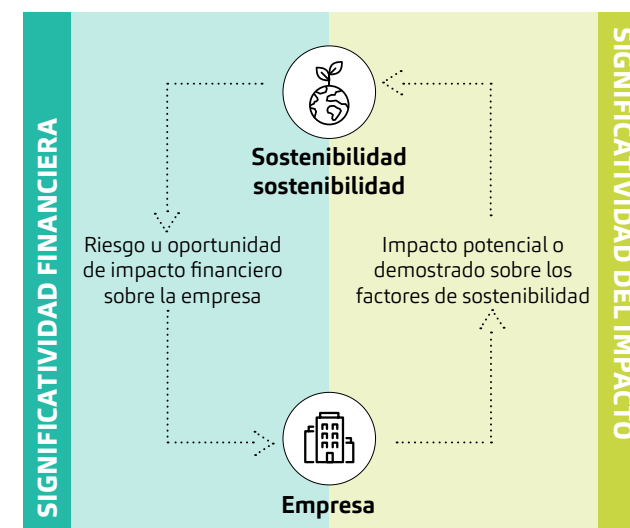 SIGNIFICATIVIDAD FINANCIERA
Sostenibilidad
sostenibilidad
Riesgo u oportunidad
de impacto financiero
sobre la empresa
Impacto potencial o
demostrado sobre los
factores de sostenibilidad
Empresa
SIGNIFICATIVIDAD DEL IMPACTO